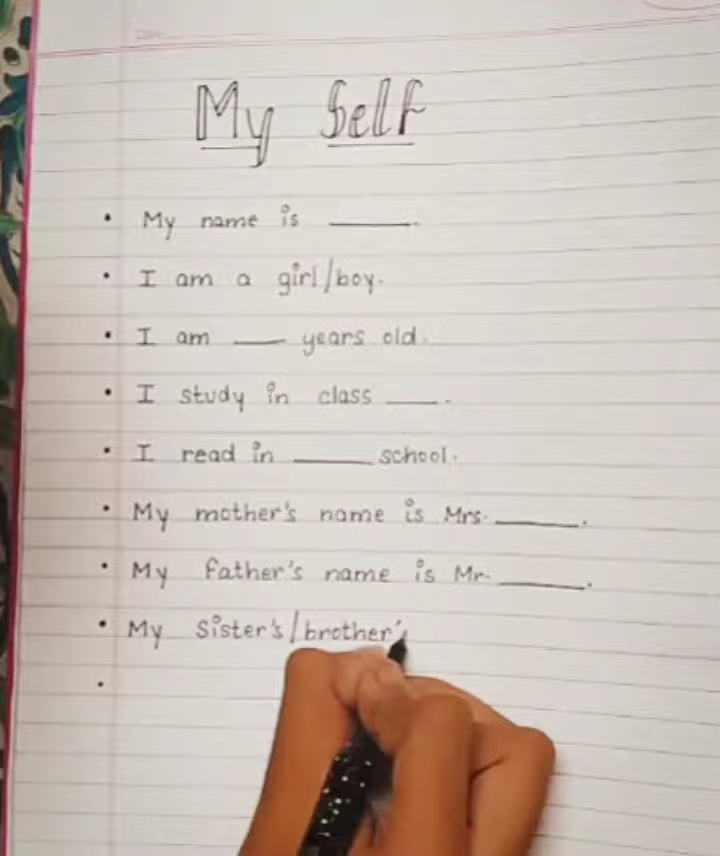 My Self
• My name is ______.
• I am a girl/boy.
• I am ____ years old.
• I study in class ____.
• I read in ______ school.
• My mother's name is Mrs. ______.
• My father's name is Mr. ______.
• My Sister's/brother'
•